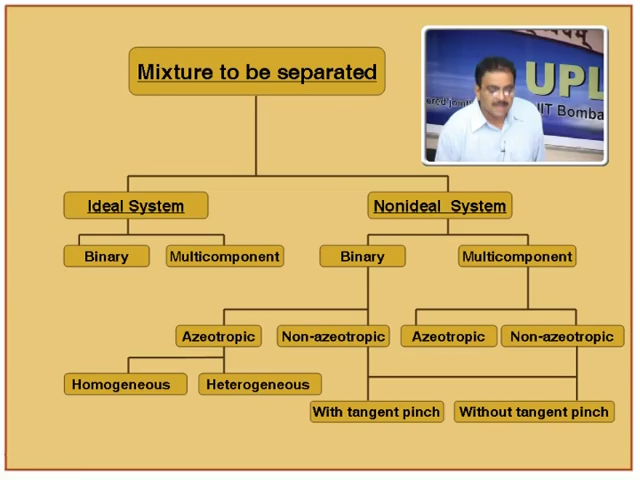 Mixture to be separated
UPL
IIT Bomba
Ideal System
Nonideal System
Binary
Multicomponent
Binary
Multicomponent
Azeotropic
Non-azeotropic
Azeotropic
Non-azeotropic
Homogeneous
Heterogeneous
With tangent pinch
Without tangent pinch